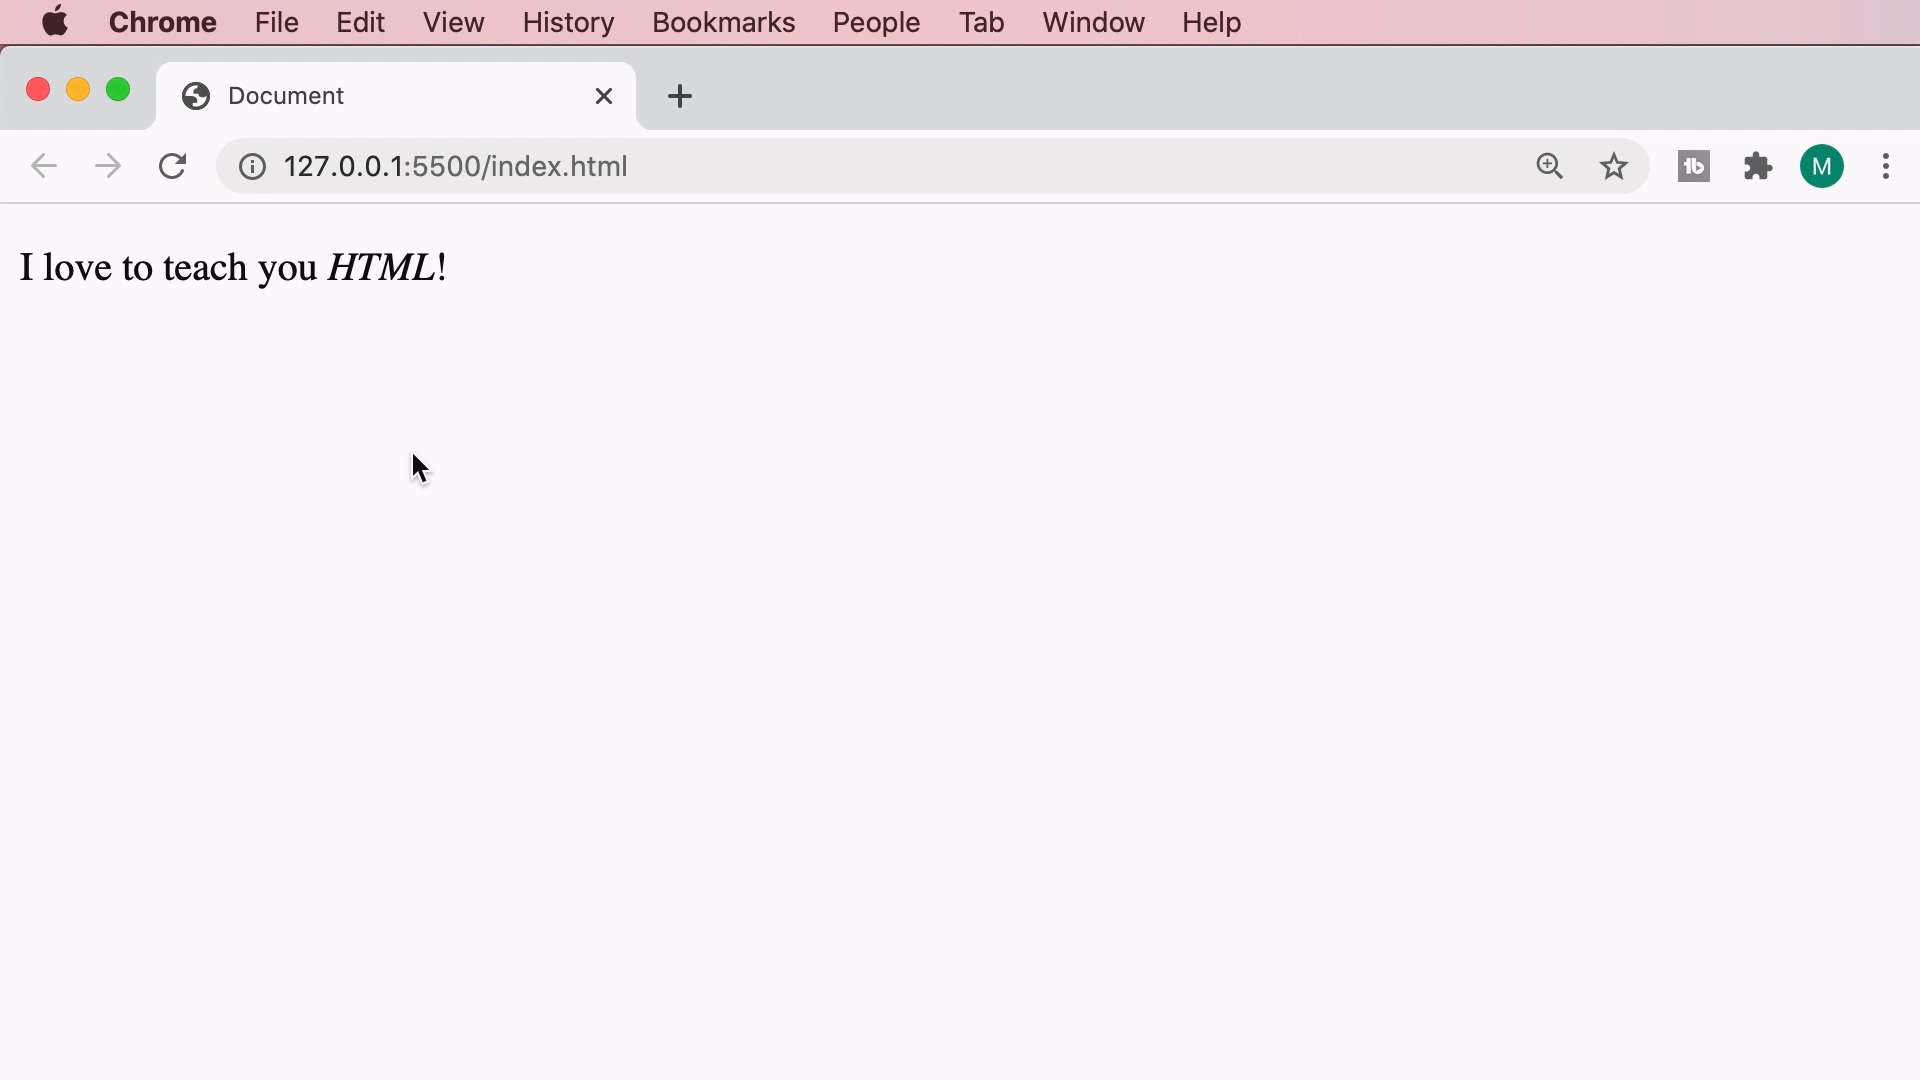 Chrome File Edit View History Bookmarks People Tab Window Help
Document
127.0.0.1:5500/index.html
M
I love to teach you HTML!